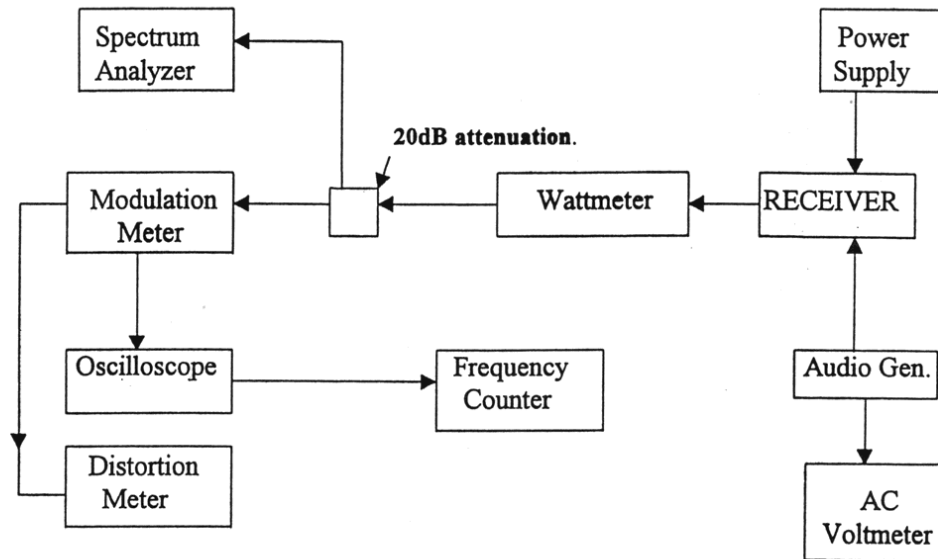 Spectrum
Analyzer
Power
Supply
20dB attenuation.
Modulation
Meter
Wattmeter
RECEIVER
Oscilloscope
Frequency
Counter
Audio Gen.
Distortion
Meter
AC
Voltmeter